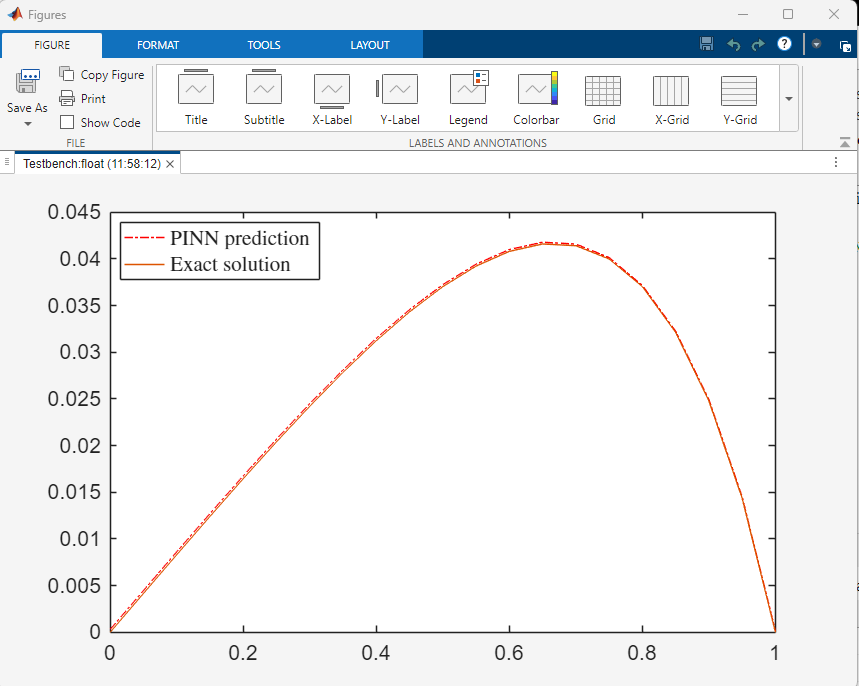 Figures
FIGURE FORMAT TOOLS LAYOUT
Save As
Copy Figure
Print
Show Code
Title Subtitle X-Label Y-Label Legend Colorbar Grid X-Grid Y-Grid
FILE LABELS AND ANNOTATIONS
Testbench:float (11:58:12)
PINN prediction
Exact solution
0.045
0.04
0.035
0.03
0.025
0.02
0.015
0.01
0.005
0
0 0.2 0.4 0.6 0.8 1